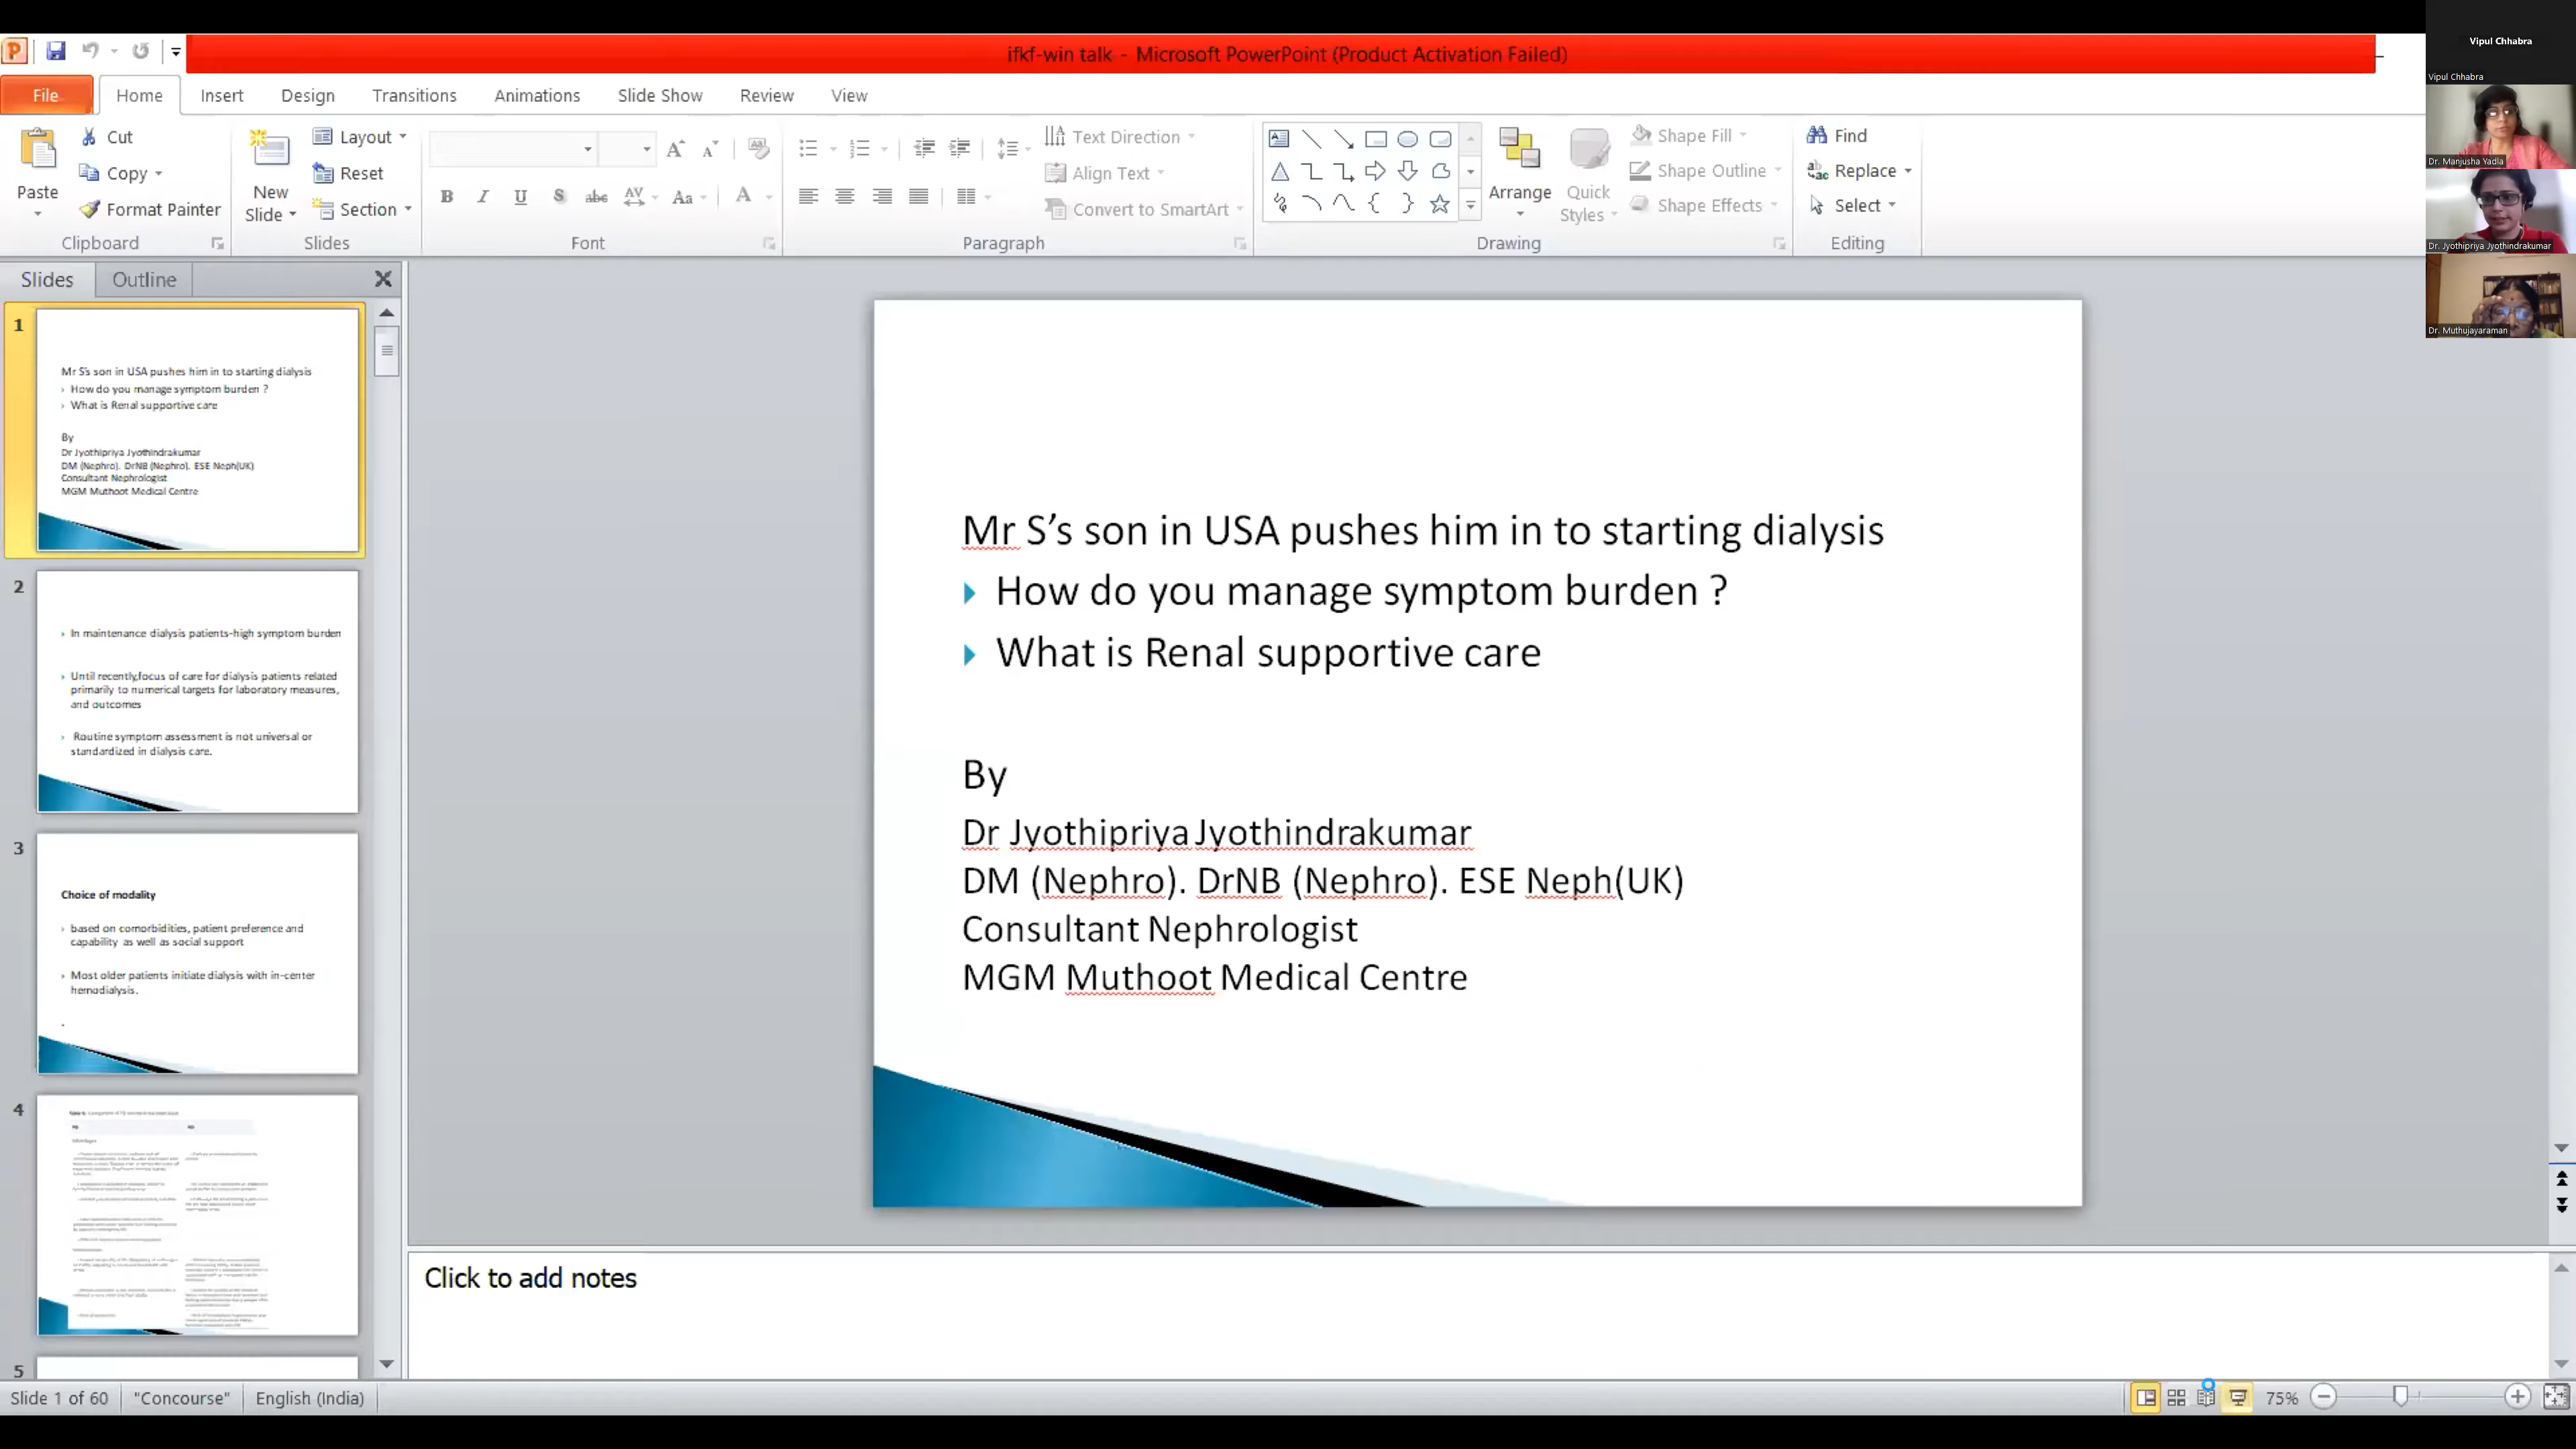 ifkf-win talk - Microsoft PowerPoint (Product Activation Failed)
Vipul Chhabra
Vipul Chhabra
File
Home
Insert
Design
Transitions
Animations
Slide Show
Review
View
Paste
Cut
Copy
Format Painter
Clipboard
New
Slide
Layout
Reset
Section
Slides
Font
Paragraph
Text Direction
Align Text
Convert to SmartArt
Arrange
Quick
Styles
Shape Fill
Shape Outline
Shape Effects
Drawing
Find
Replace
Select
Editing
Dr. Manjusha Yadla
Dr. Jyothipriya Jyothindrakumar
Dr. Muthujayaraman
Slides
Outline
1
Mr S's son in USA pushes him in to starting dialysis
How do you manage symptom burden ?
What is Renal supportive care
By
Dr Jyothipriya Jyothindrakumar
DM (Nephro). DrNB (Nephro). ESE Neph(UK)
Consultant Nephrologist
MGM Muthoot Medical Centre
2
In maintenance dialysis patients-high symptom burden
Until recently,focus of care for dialysis patients related
primarily to numerical targets for laboratory measures,
and outcomes
Routine symptom assessment is not universal or
standardized in dialysis care.
3
Choice of modality
based on comorbidities, patient preference and
capability as well as social support
Most older patients initiate dialysis with in-center
hemodialysis.
4
5
Mr S’s son in USA pushes him in to starting dialysis
How do you manage symptom burden ?
What is Renal supportive care
By
Dr Jyothipriya Jyothindrakumar
DM (Nephro). DrNB (Nephro). ESE Neph(UK)
Consultant Nephrologist
MGM Muthoot Medical Centre
Click to add notes
Slide 1 of 60
"Concourse"
English (India)
75%